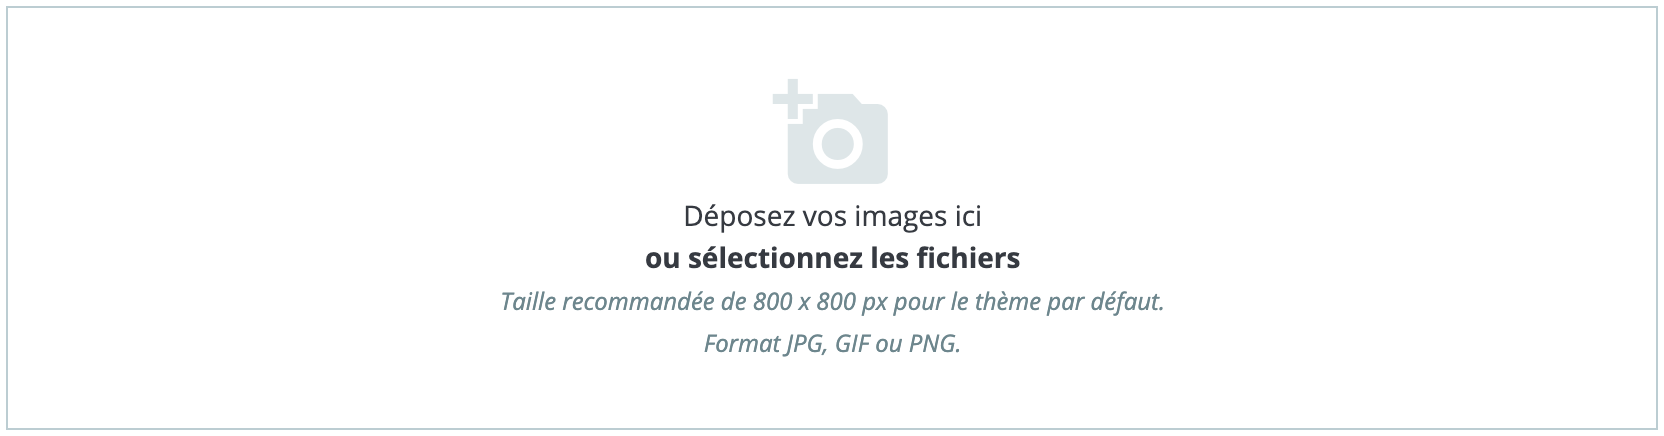 Déposez vos images ici
ou sélectionnez les fichiers
Taille recommandée de 800 x 800 px pour le thème par défaut.
Format JPG, GIF ou PNG.